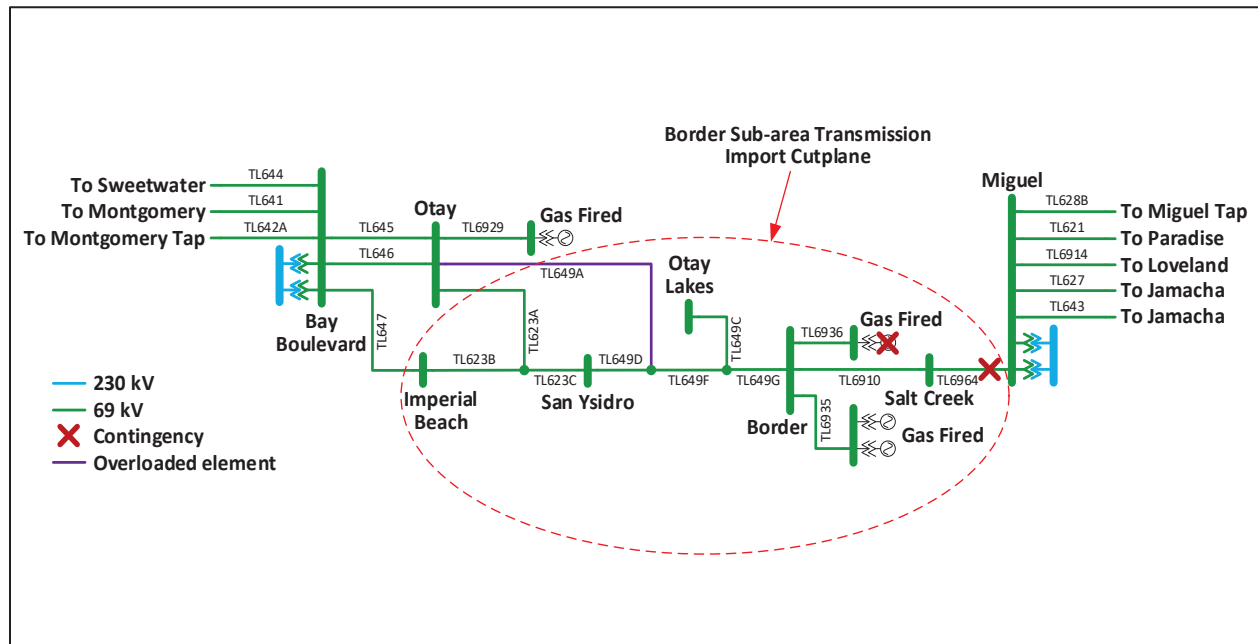 Border Sub-area Transmission
Import Cutplane
Miguel
To Sweetwater
TL644
To Montgomery
TL641
To Montgomery Tap
TL642A
TL645
Otay
TL6929
Gas Fired
TL628B
To Miguel Tap
TL621
To Paradise
TL6914
To Loveland
TL627
To Jamacha
TL643
To Jamacha
TL646
TL649A
Otay
Lakes
Bay
Boulevard
TL647
TL623A
TL649C
Gas Fired
TL6936
TL623B
TL649D
TL623C
TL649F
TL649G
TL6910
TL6964
Imperial
Beach
San Ysidro
Salt Creek
Border
TL6935
Gas Fired
230 kV
69 kV
Contingency
Overloaded element